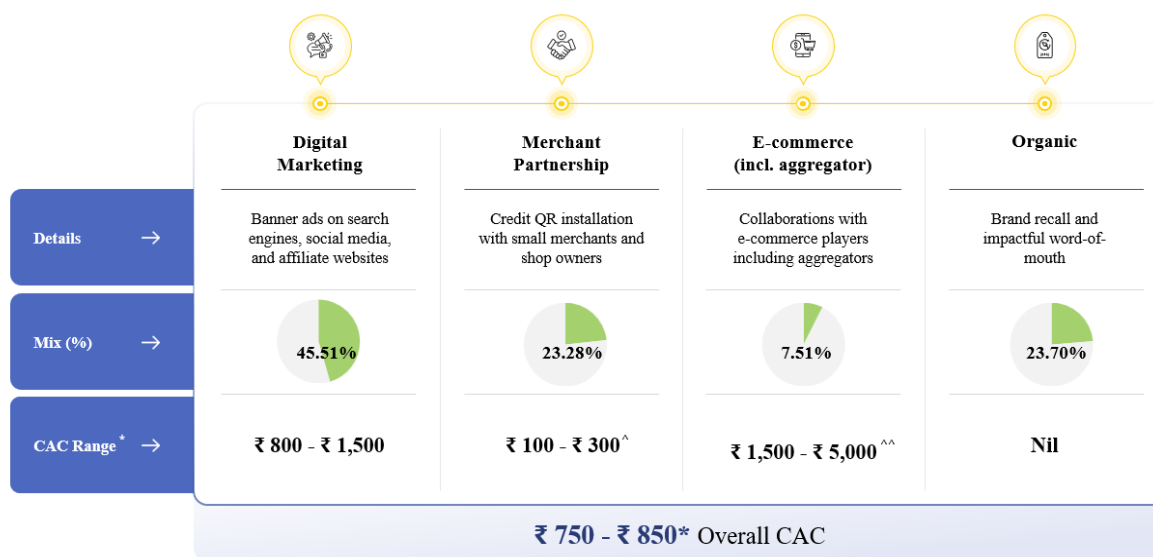 Digital
Marketing
Merchant
Partnership
E-commerce
(incl. aggregator)
Organic
Details →
Banner ads on search
engines, social media,
and affiliate websites
Credit QR installation
with small merchants and
shop owners
Collaborations with
e-commerce players
including aggregators
Brand recall and
impactful word-of-
mouth
Mix (%) →
45.51%
23.28%
7.51%
23.70%
CAC Range * →
₹ 800 - ₹ 1,500
₹ 100 - ₹ 300^
₹ 1,500 - ₹ 5,000 ^^
Nil
₹ 750 - ₹ 850* Overall CAC